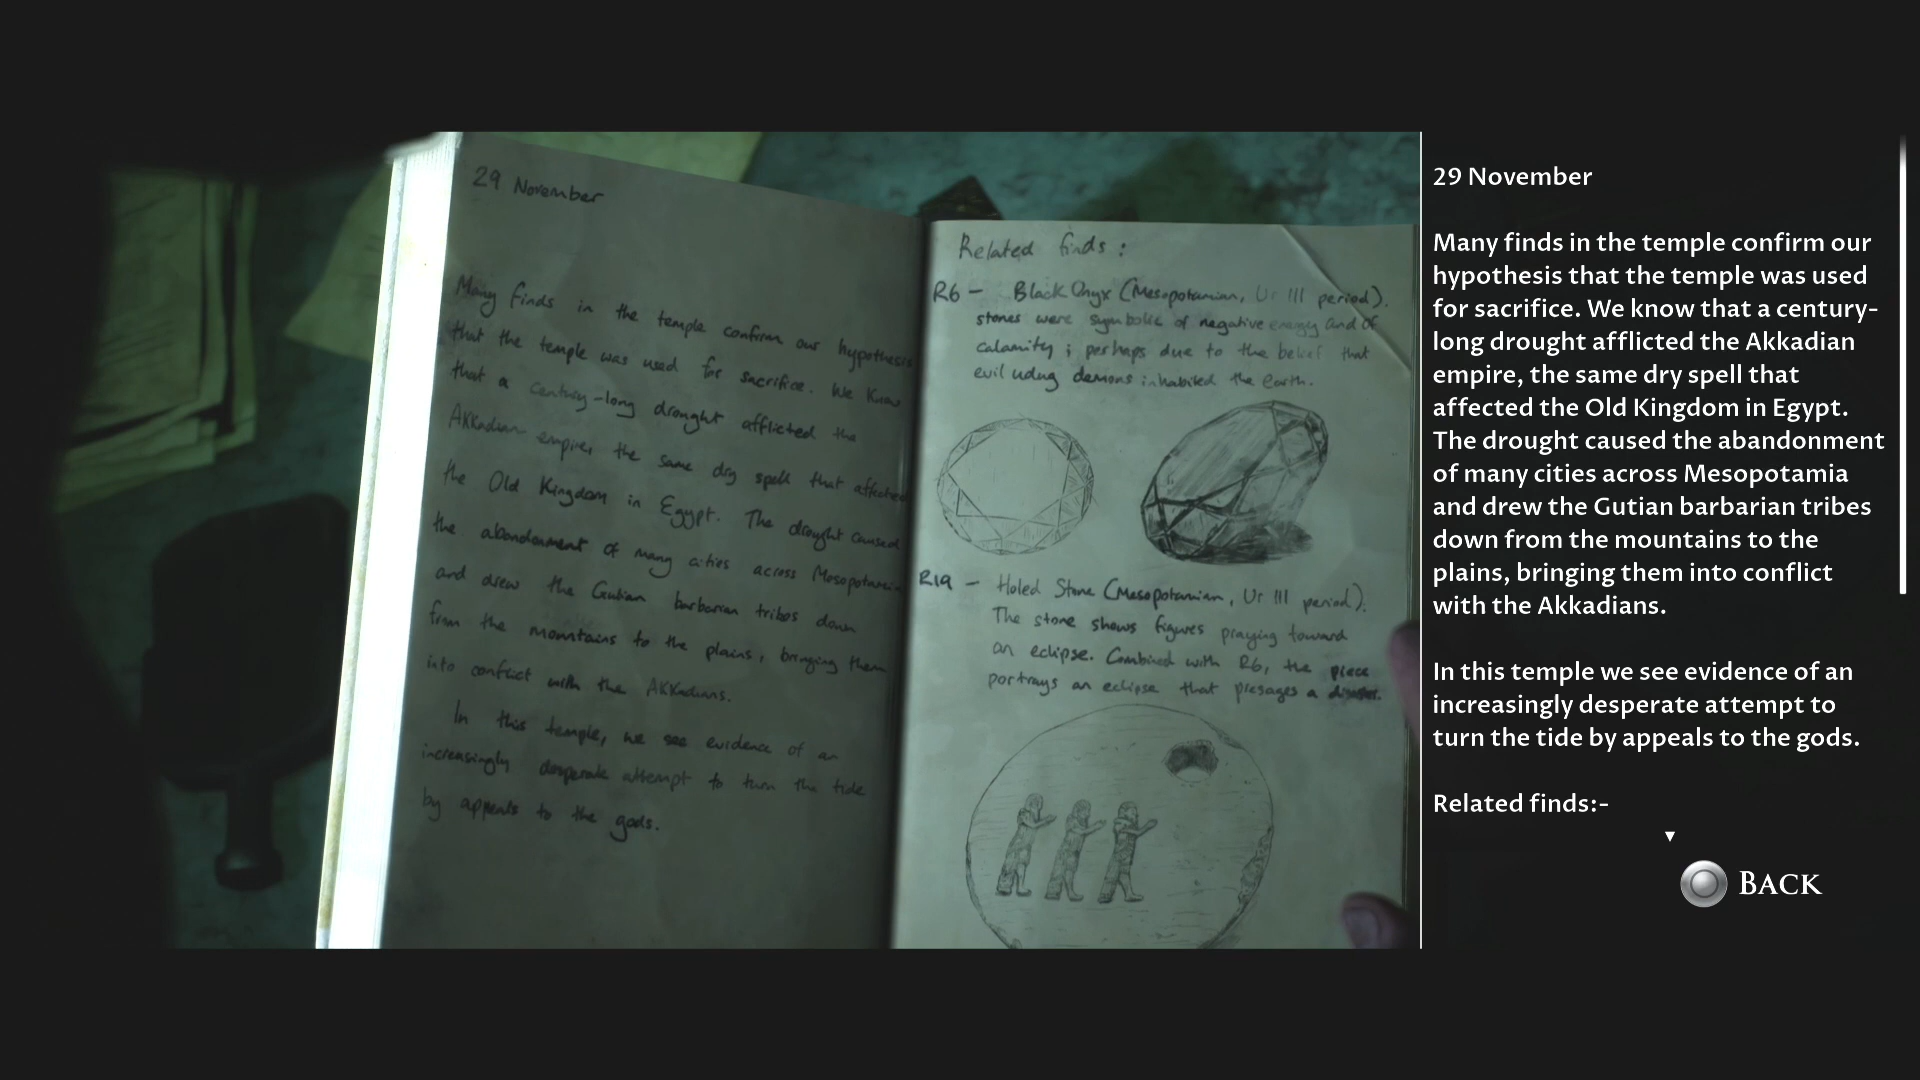 29 November
Many finds in the temple confirm our hypothesis
that the temple was used for sacrifice. We know
that a century-long drought afflicted the
Akkadian empire, the same dry spell that affected
the Old Kingdom in Egypt. The drought caused
the abandonment of many cities across Mesopotamia
and drew the Gutian barbarian tribes down
from the mountains to the plains, bringing them
into conflict with the Akkadians.
In this temple, we see evidence of an
increasingly desperate attempt to turn the tide
by appeals to the gods.
Related finds:
R6 - Black Onyx (Mesopotamian, Ur III period).
stones were symbolic of negative energy and of
calamity; perhaps due to the belief that
evil udug demons inhabited the earth.
R19 - Holed Stone (Mesopotamian, Ur III period).
The stone shows figures praying toward
an eclipse. Combined with R6, the piece
portrays an eclipse that presages a disaster.
29 November
Many finds in the temple confirm our
hypothesis that the temple was used
for sacrifice. We know that a century-
long drought afflicted the Akkadian
empire, the same dry spell that
affected the Old Kingdom in Egypt.
The drought caused the abandonment
of many cities across Mesopotamia
and drew the Gutian barbarian tribes
down from the mountains to the
plains, bringing them into conflict
with the Akkadians.
In this temple we see evidence of an
increasingly desperate attempt to
turn the tide by appeals to the gods.
Related finds:-
BACK